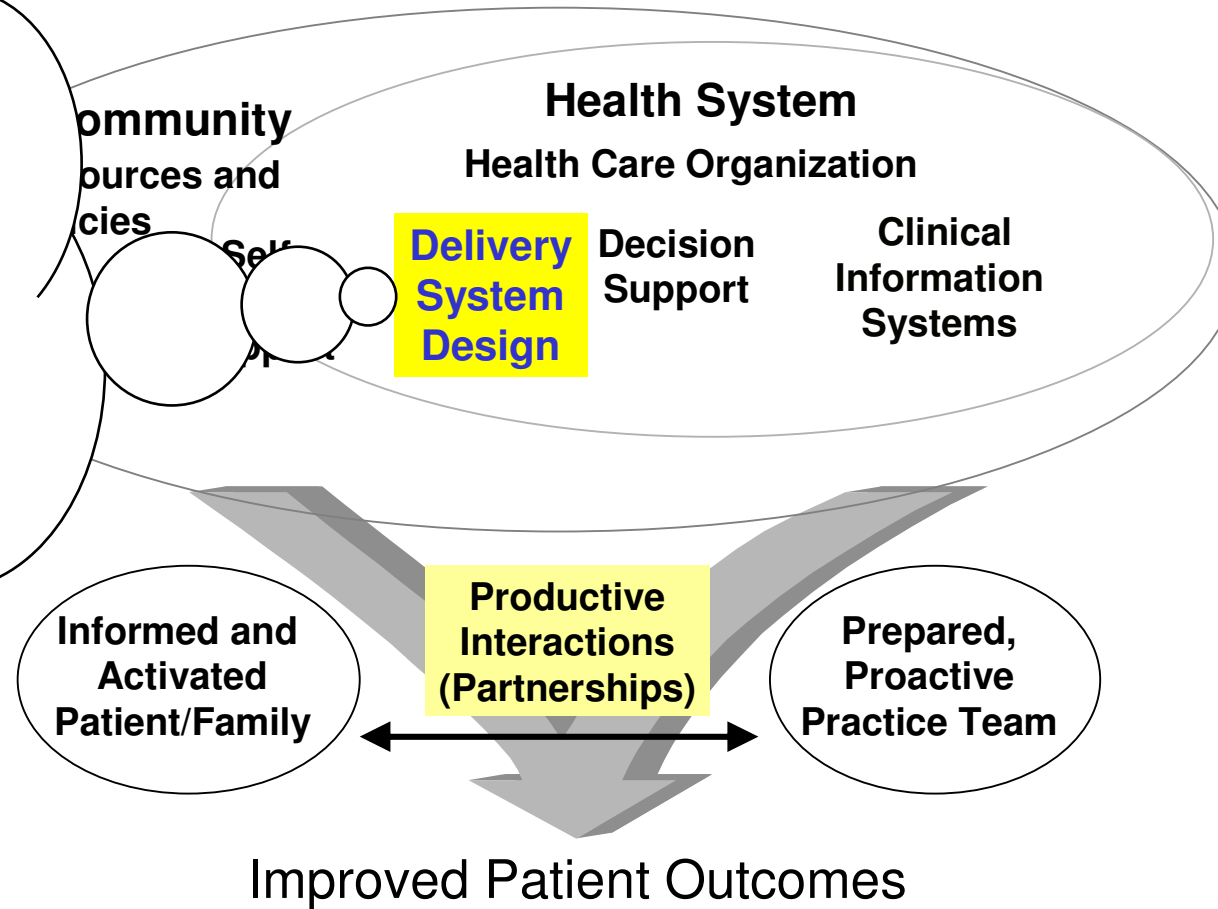 ommunity
ources and
cies
Health System
Health Care Organization
Self
Delivery
System
Design
Decision
Support
Clinical
Information
Systems
Productive
Interactions
(Partnerships)
Informed and
Activated
Patient/Family
Prepared,
Proactive
Practice Team
Improved Patient Outcomes